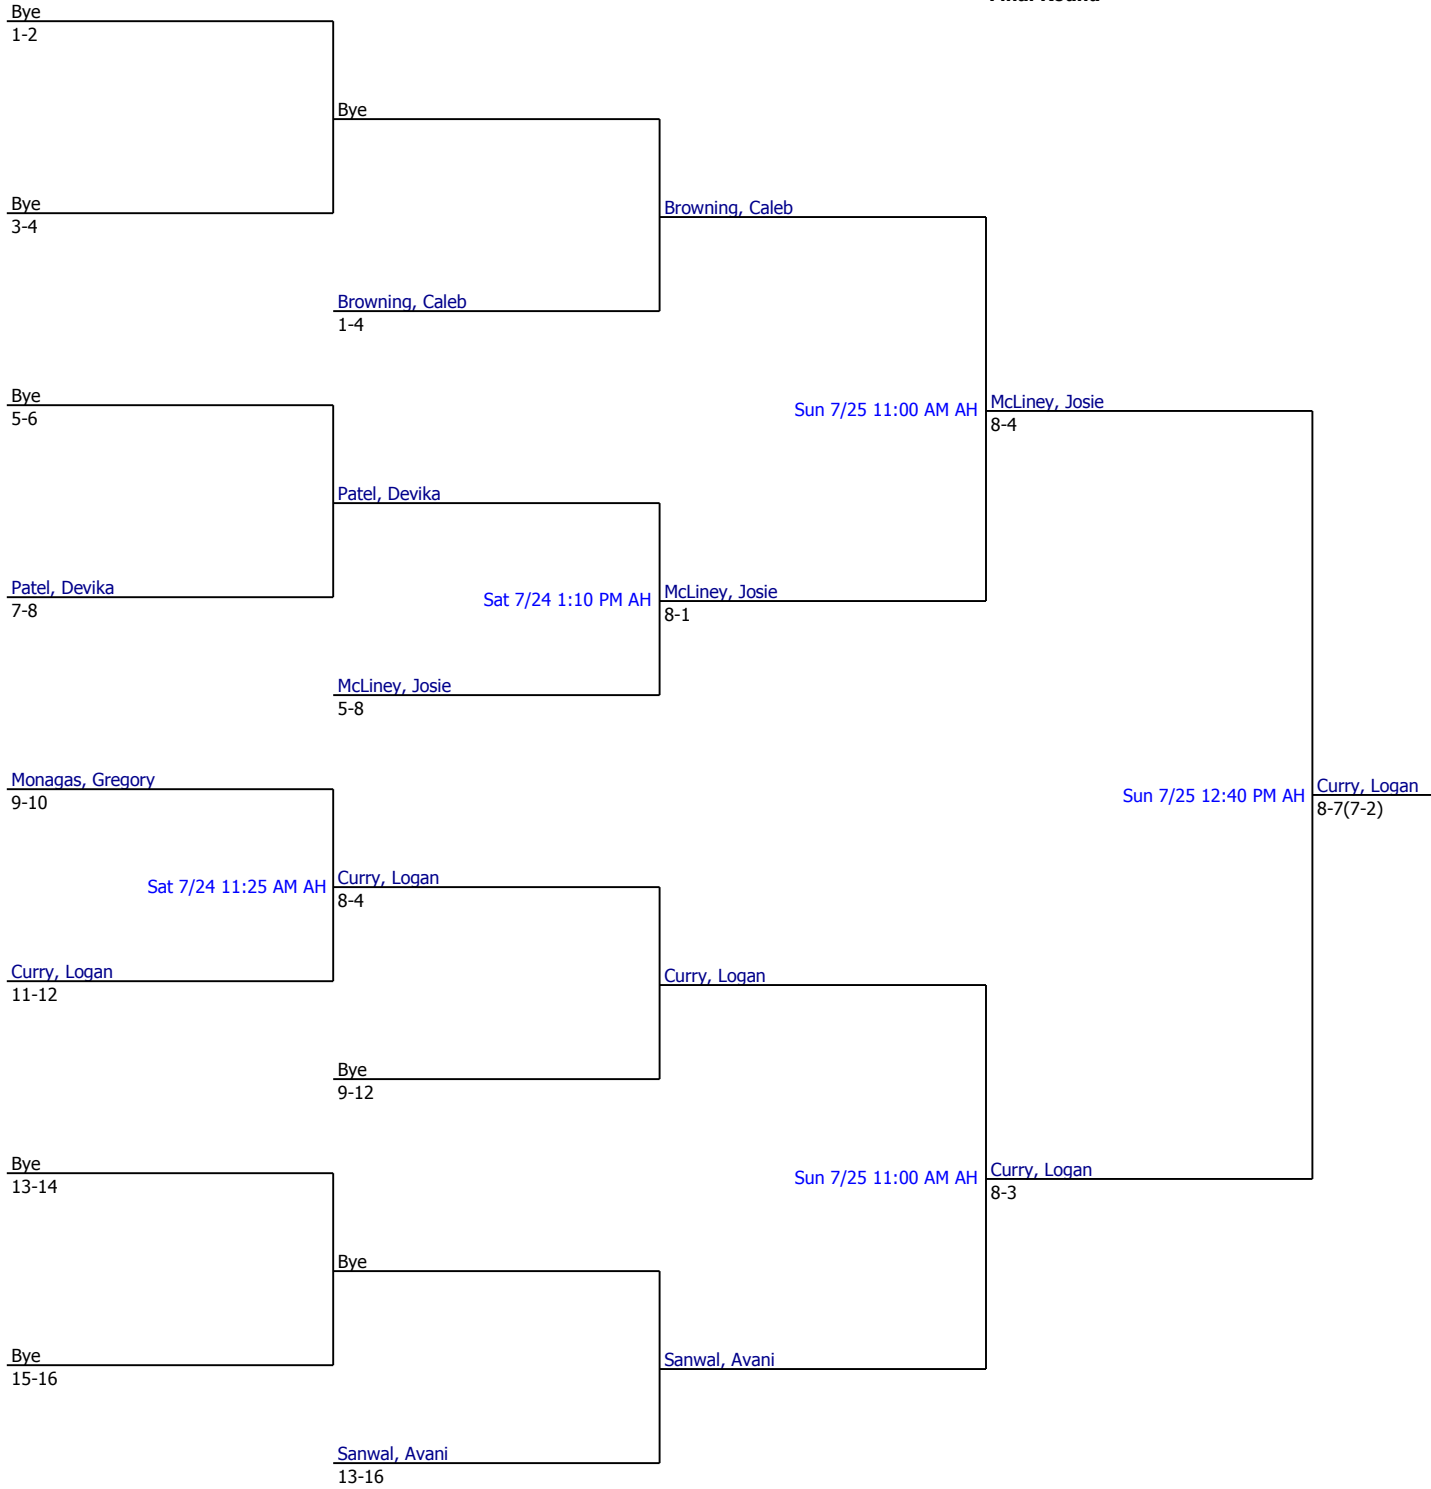 Final Round
Bye
1-2
Bye
Bye
3-4
Browning, Caleb
Browning, Caleb
1-4
Bye
5-6
Sun 7/25 11:00 AM AH
McLiney, Josie
8-4
Patel, Devika
Patel, Devika
7-8
Sat 7/24 1:10 PM AH
McLiney, Josie
8-1
McLiney, Josie
5-8
Monagas, Gregory
9-10
Sun 7/25 12:40 PM AH
Curry, Logan
8-7(7-2)
Sat 7/24 11:25 AM AH
Curry, Logan
8-4
Curry, Logan
11-12
Curry, Logan
Bye
9-12
Bye
13-14
Sun 7/25 11:00 AM AH
Curry, Logan
8-3
Bye
Bye
15-16
Sanwal, Avani
Sanwal, Avani
13-16